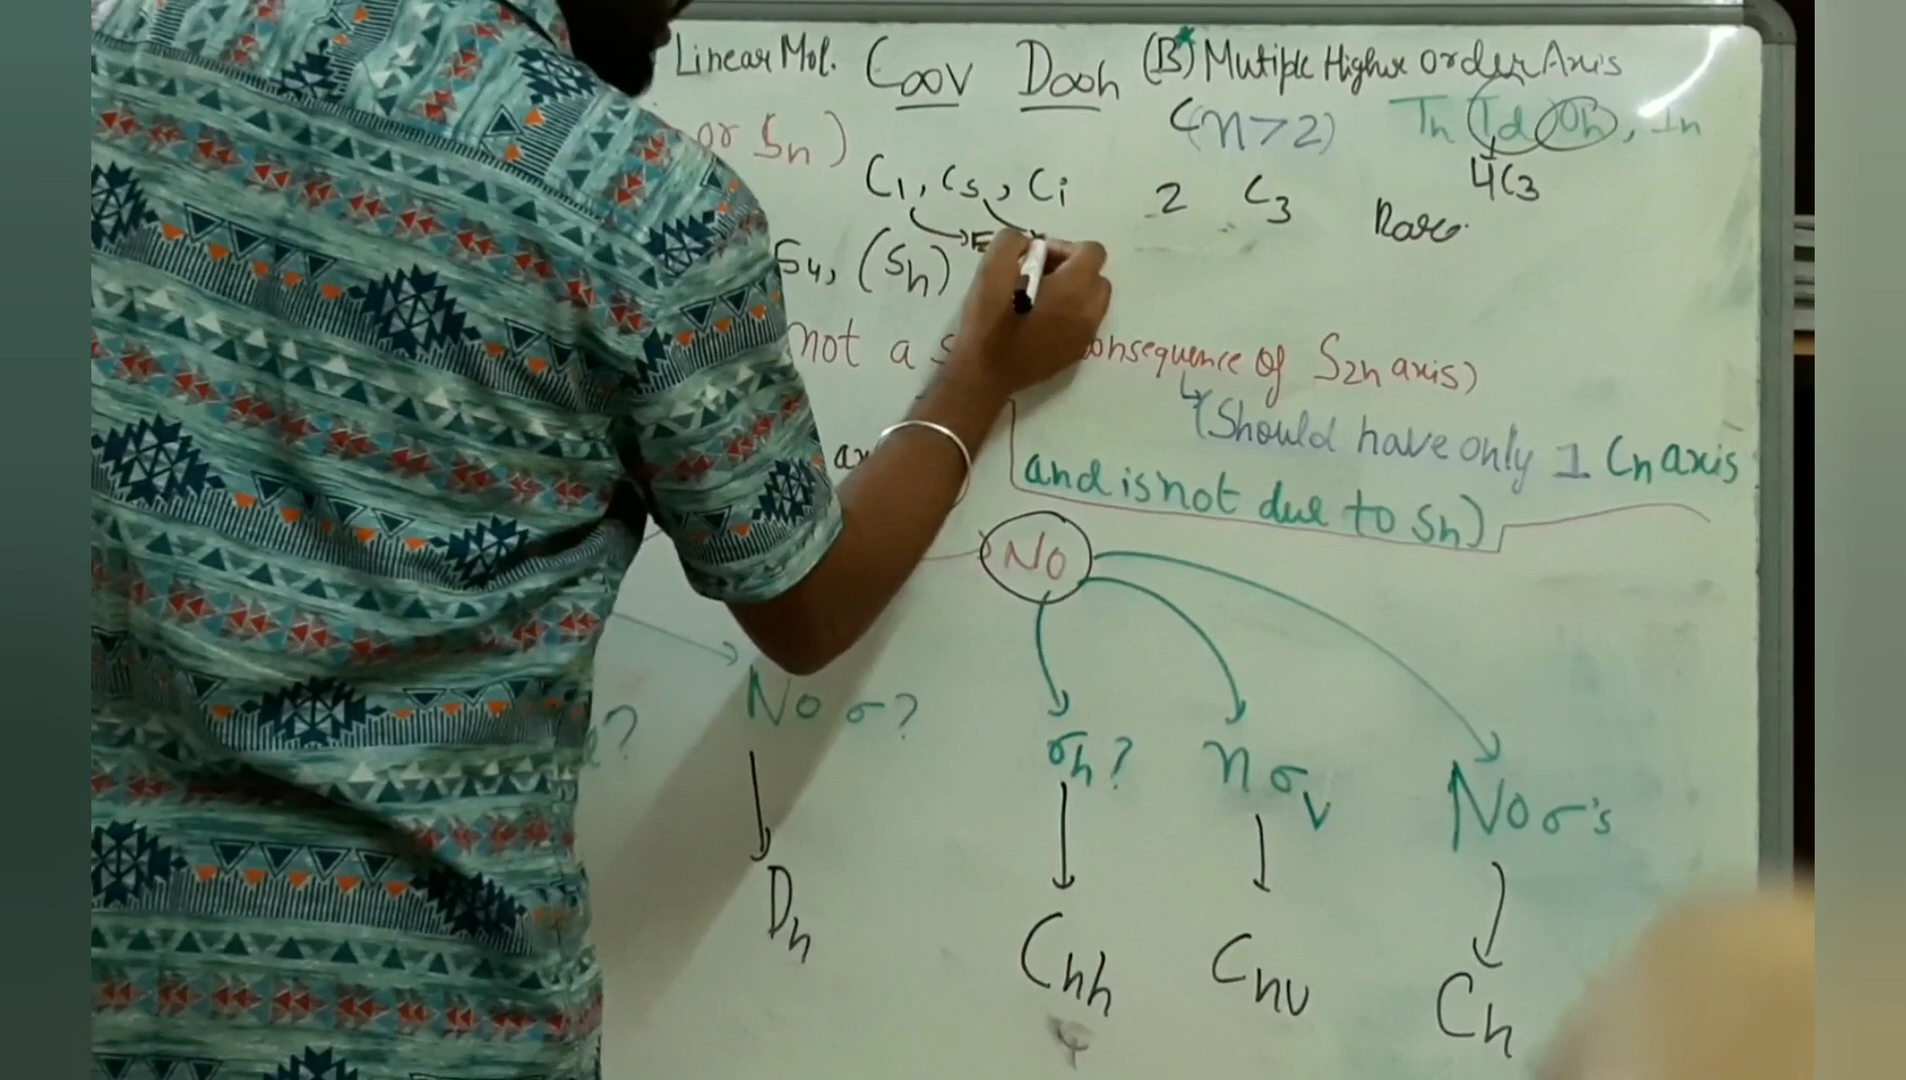 Linear Mol. C∞v D∞h (B) Mutiple Higher order Axis
(n>2) Th Td Oh, Ih
or Sn)
C1, Cs, Ci 2 C3 4C3
Rare.
E
S4, (Sn)
not a consequence of S2n axis)
(Should have only 1 Cn axis
and is not due to Sn)
No
No σ?
σh? n σv No σ's
Dn
Cnh Cnv Cn